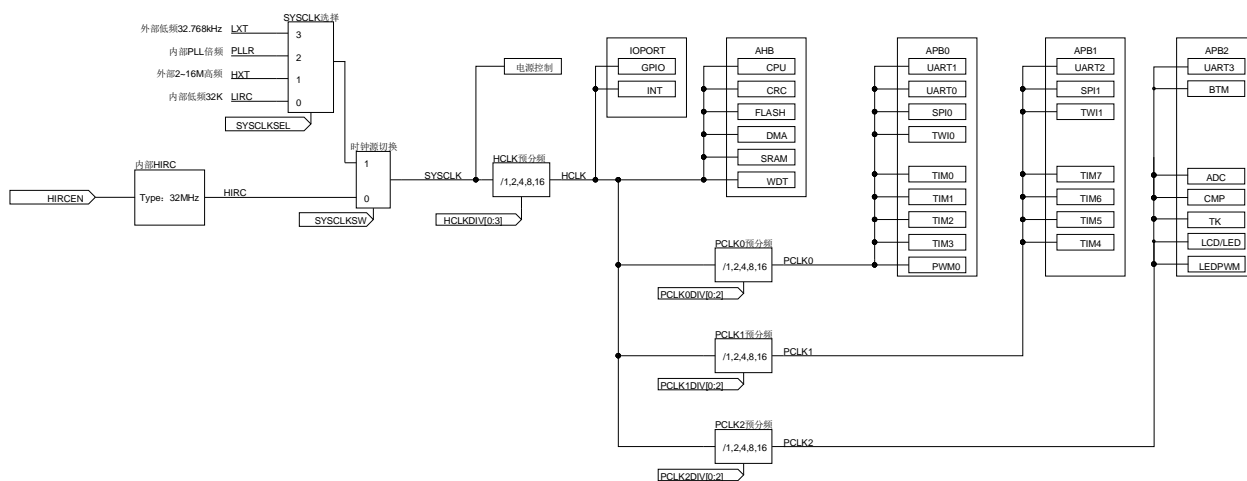 SYSCLK选择
外部低频32.768kHz LXT
3
内部PLL倍频 PLLR
2
外部2~16M高频 HXT
1
内部低频32K LIRC
0
SYSCLKSEL
内部HIRC
HIRCEN
Type：32MHz
HIRC
时钟源切换
1
0
SYSCLKSW
SYSCLK
电源控制
HCLK预分频
/1,2,4,8,16
HCLK
HCLKDIV[0:3]
IOPORT
GPIO
INT
AHB
CPU
CRC
FLASH
DMA
SRAM
WDT
APB0
UART1
UART0
SPI0
TWI0
TIM0
TIM1
TIM2
TIM3
PWM0
APB1
UART2
SPI1
TWI1
TIM7
TIM6
TIM5
TIM4
APB2
UART3
BTM
ADC
CMP
TK
LCD/LED
LEDPWM
PCLK0预分频
/1,2,4,8,16
PCLK0
PCLK0DIV[0:2]
PCLK1预分频
/1,2,4,8,16
PCLK1
PCLK1DIV[0:2]
PCLK2预分频
/1,2,4,8,16
PCLK2
PCLK2DIV[0:2]